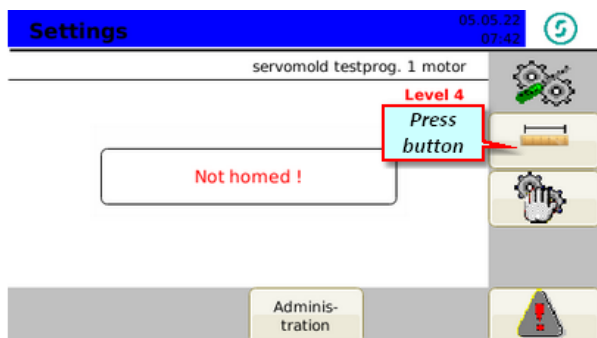 Settings
05.05.22
07:42
servomold testprog. 1 motor
Level 4
Press
button
Not homed !
Adminis-
tration